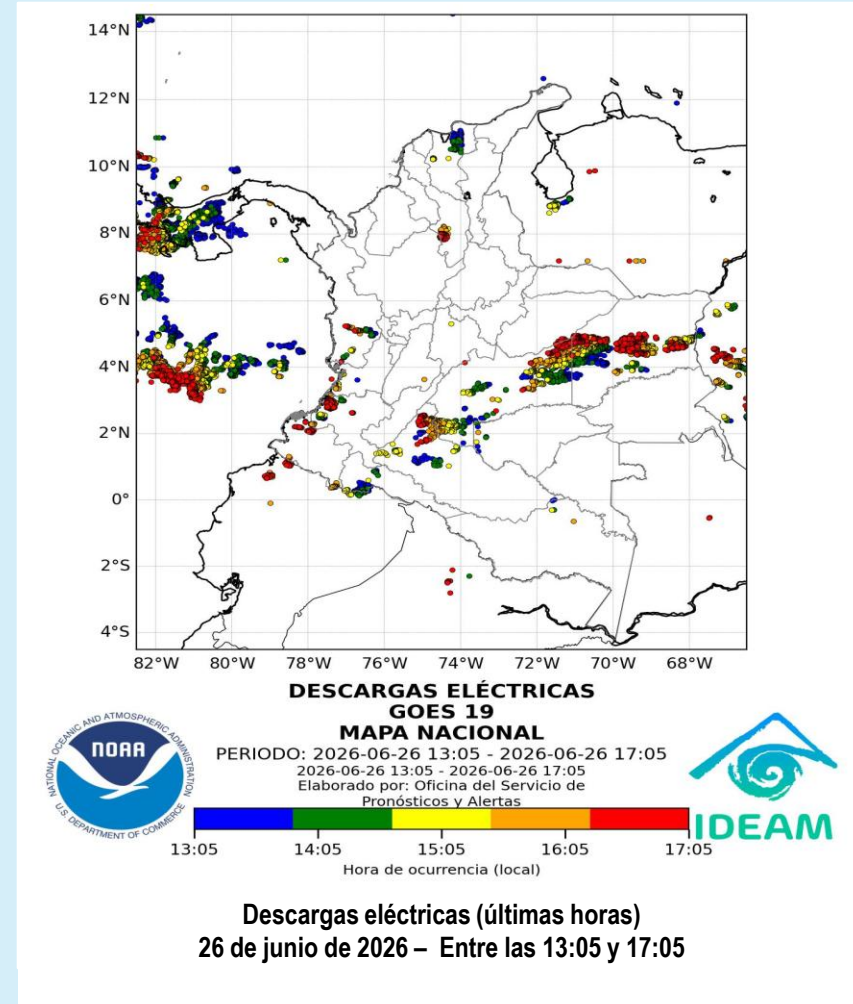 14°N
12°N
10°N
8°N
6°N
4°N
2°N
0°
2°S
4°S
82°W 80°W 78°W 76°W 74°W 72°W 70°W 68°W
DESCARGAS ELÉCTRICAS
GOES 19
MAPA NACIONAL
PERIODO: 2026-06-26 13:05 - 2026-06-26 17:05
2026-06-26 13:05 - 2026-06-26 17:05
Elaborado por: Oficina del Servicio de
Pronósticos y Alertas
NATIONAL OCEANIC AND ATMOSPHERIC ADMINISTRATION
NOAA
U.S. DEPARTMENT OF COMMERCE
IDEAM
13:05 14:05 15:05 16:05 17:05
Hora de ocurrencia (local)
Descargas eléctricas (últimas horas)
26 de junio de 2026 – Entre las 13:05 y 17:05